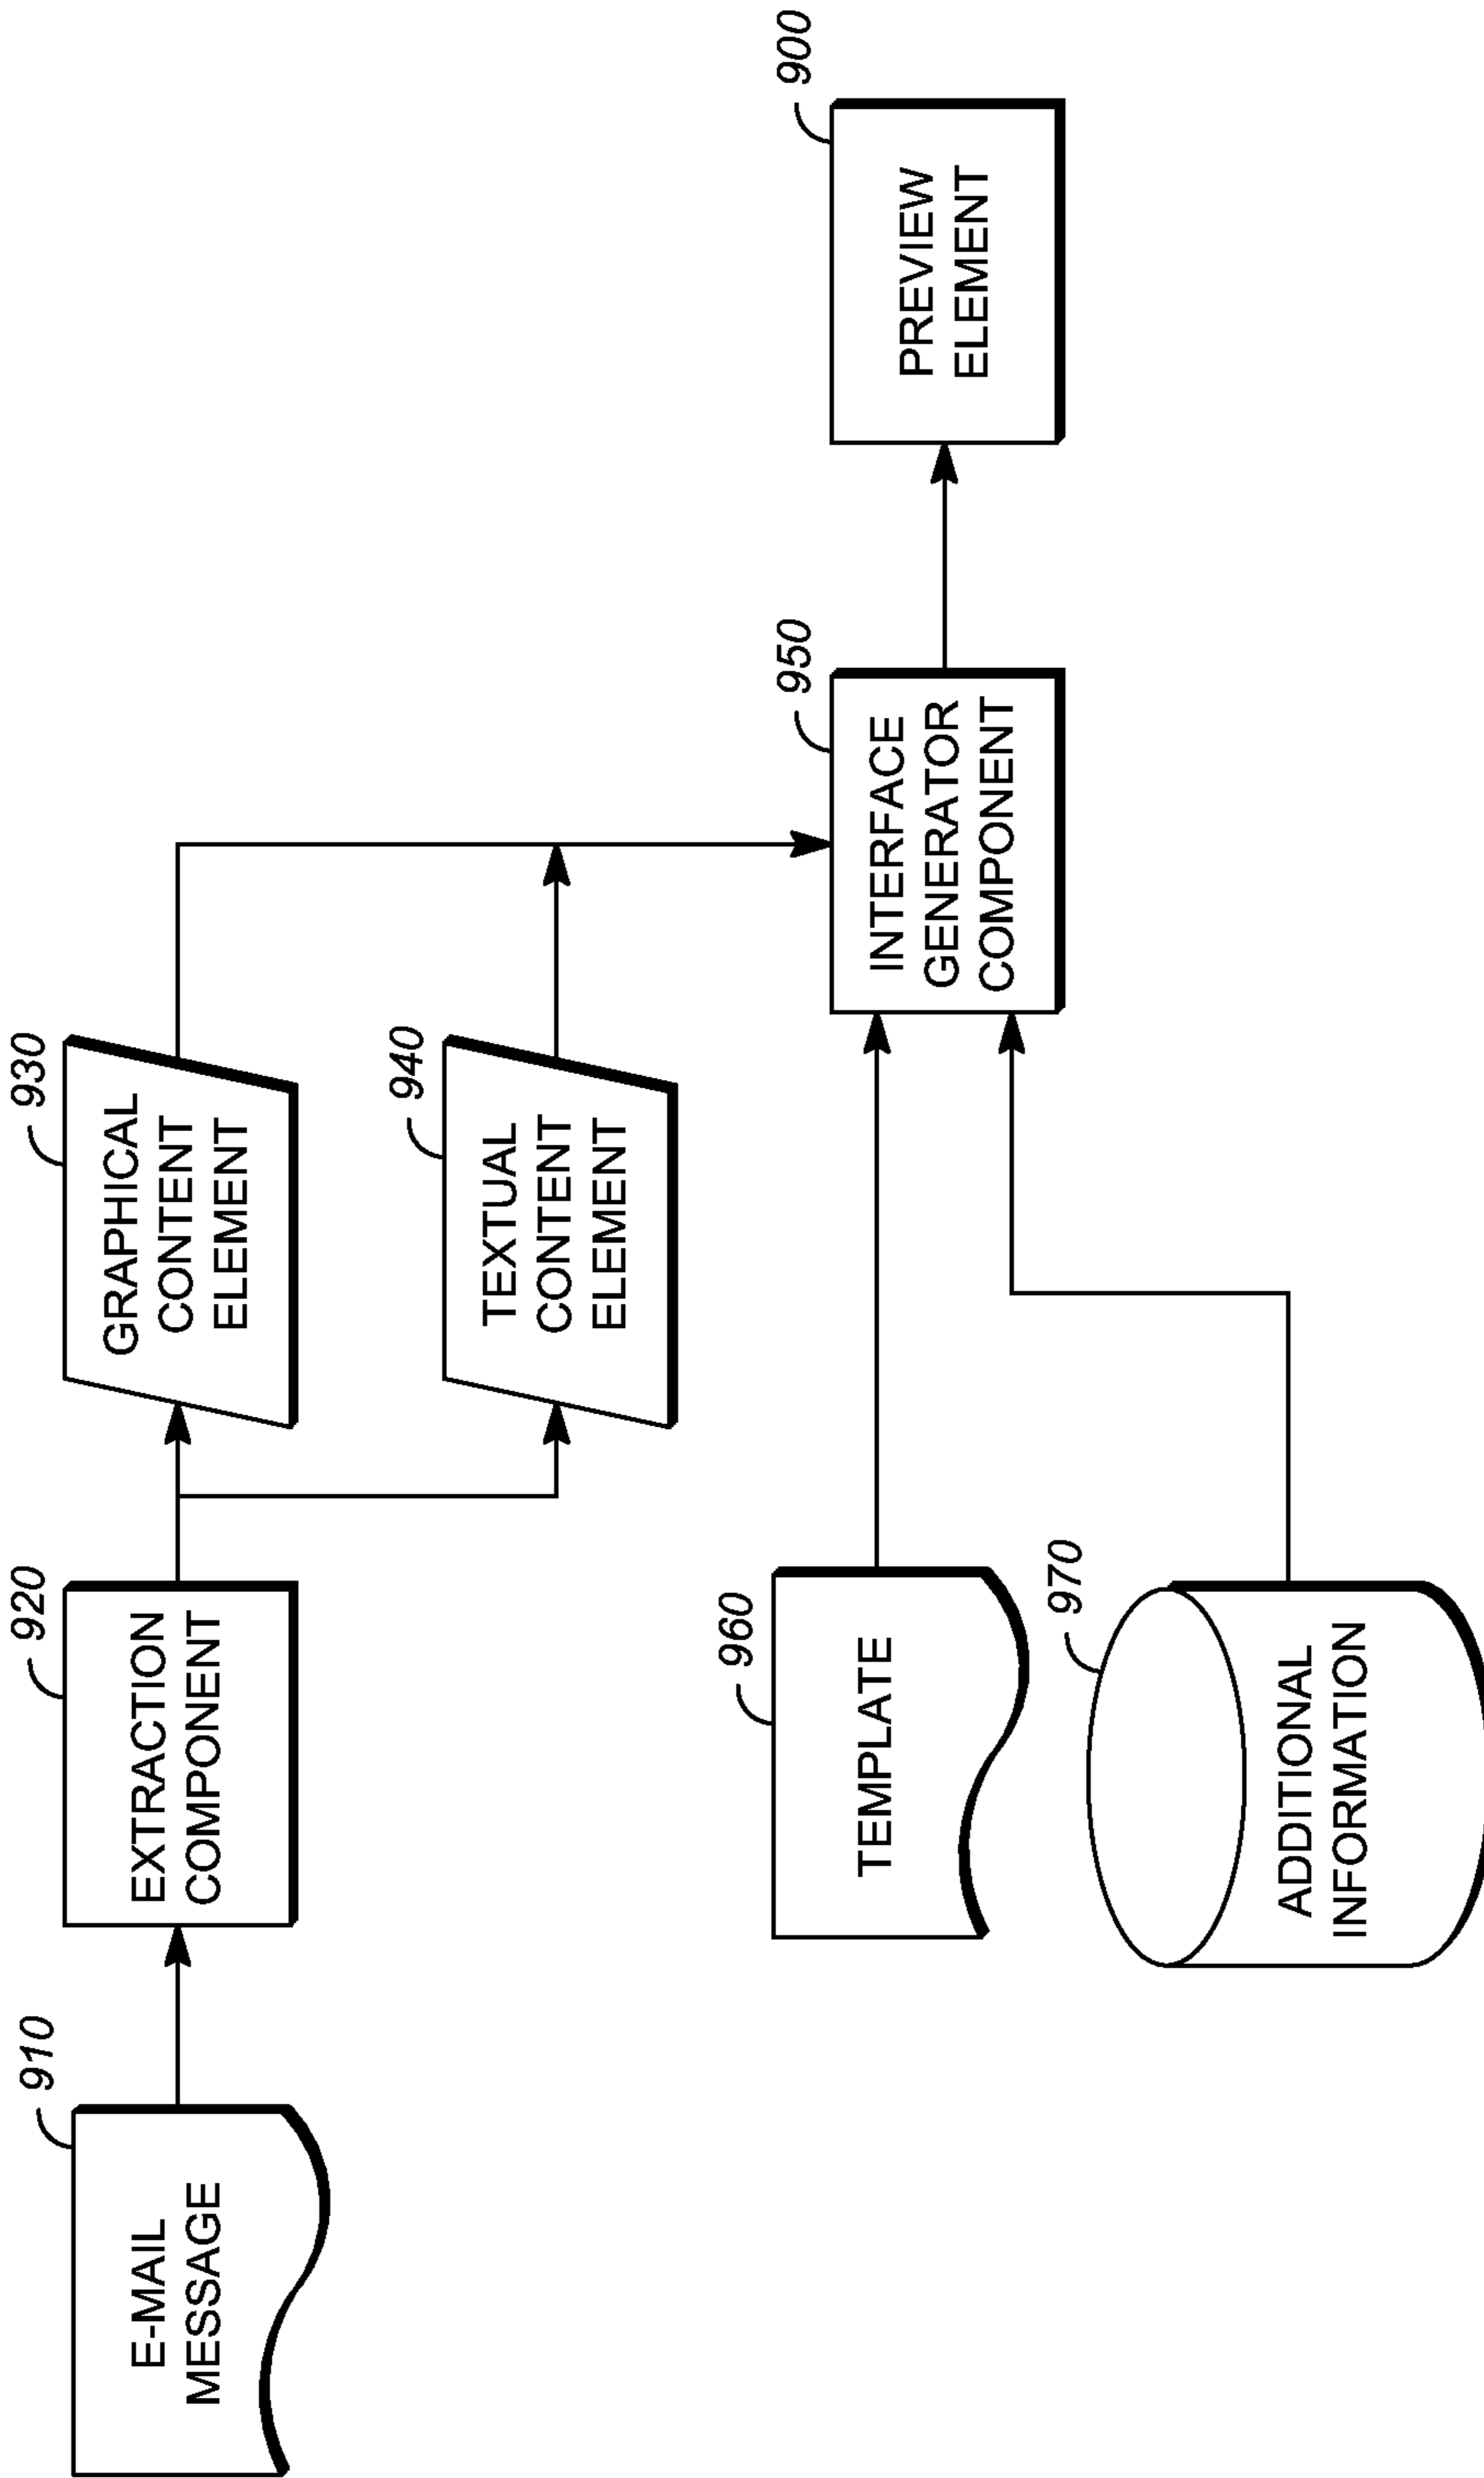 910
E-MAIL
MESSAGE
920
EXTRACTION
COMPONENT
930
GRAPHICAL
CONTENT
ELEMENT
940
TEXTUAL
CONTENT
ELEMENT
960
TEMPLATE
970
ADDITIONAL
INFORMATION
950
INTERFACE
GENERATOR
COMPONENT
900
PREVIEW
ELEMENT